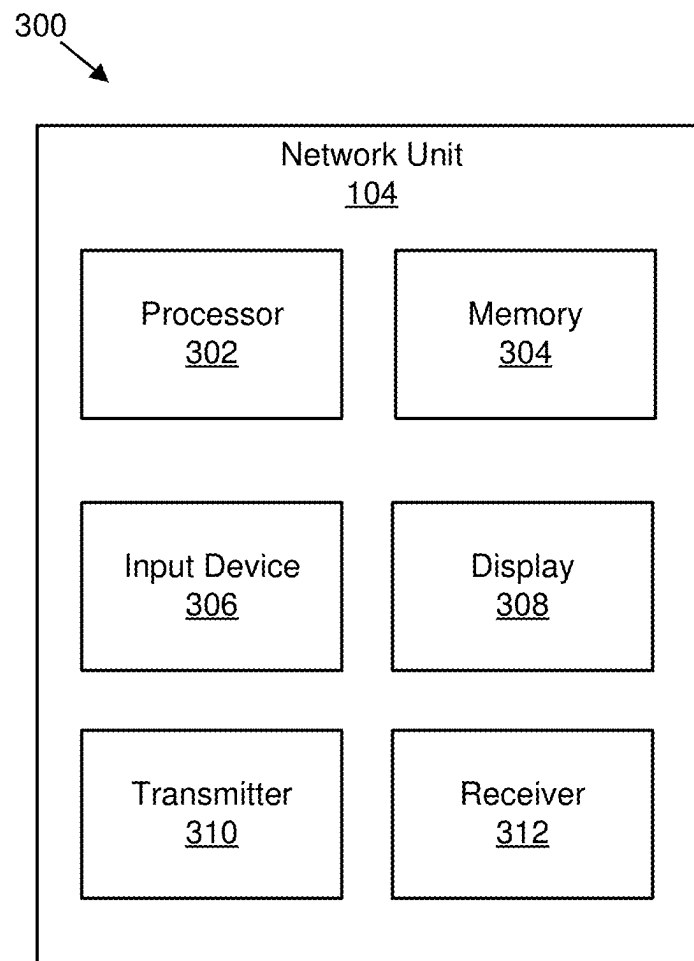 300
Network Unit
104
Processor
302
Memory
304
Input Device
306
Display
308
Transmitter
310
Receiver
312